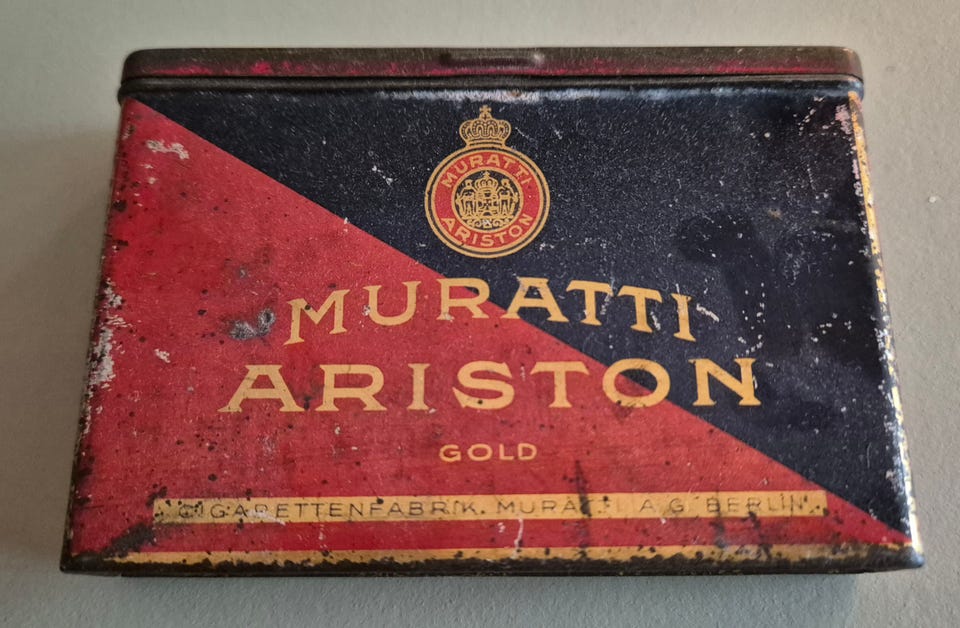 MURATTI
ARISTON
MURATTI
ARISTON
GOLD
CIGARETTENFABRIK MURATTI A.G. BERLIN